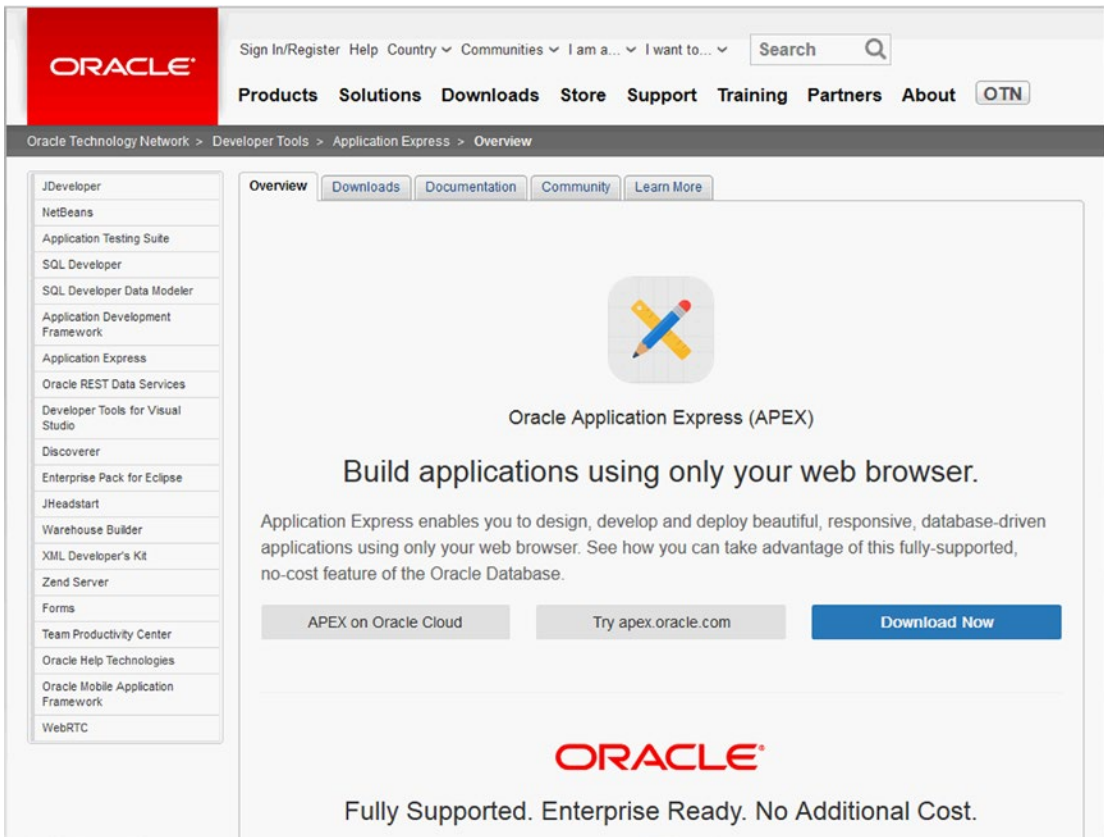 ORACLE
Sign In/Register Help Country Communities I am a... I want to... Search
Products Solutions Downloads Store Support Training Partners About OTN
Oracle Technology Network > Developer Tools > Application Express > Overview
JDeveloper
NetBeans
Application Testing Suite
SQL Developer
SQL Developer Data Modeler
Application Development
Framework
Application Express
Oracle REST Data Services
Developer Tools for Visual
Studio
Discoverer
Enterprise Pack for Eclipse
JHeadstart
Warehouse Builder
XML Developer's Kit
Zend Server
Forms
Team Productivity Center
Oracle Help Technologies
Oracle Mobile Application
Framework
WebRTC
Overview Downloads Documentation Community Learn More
Oracle Application Express (APEX)
Build applications using only your web browser.
Application Express enables you to design, develop and deploy beautiful, responsive, database-driven
applications using only your web browser. See how you can take advantage of this fully-supported,
no-cost feature of the Oracle Database.
APEX on Oracle Cloud Try apex.oracle.com Download Now
ORACLE
Fully Supported. Enterprise Ready. No Additional Cost.